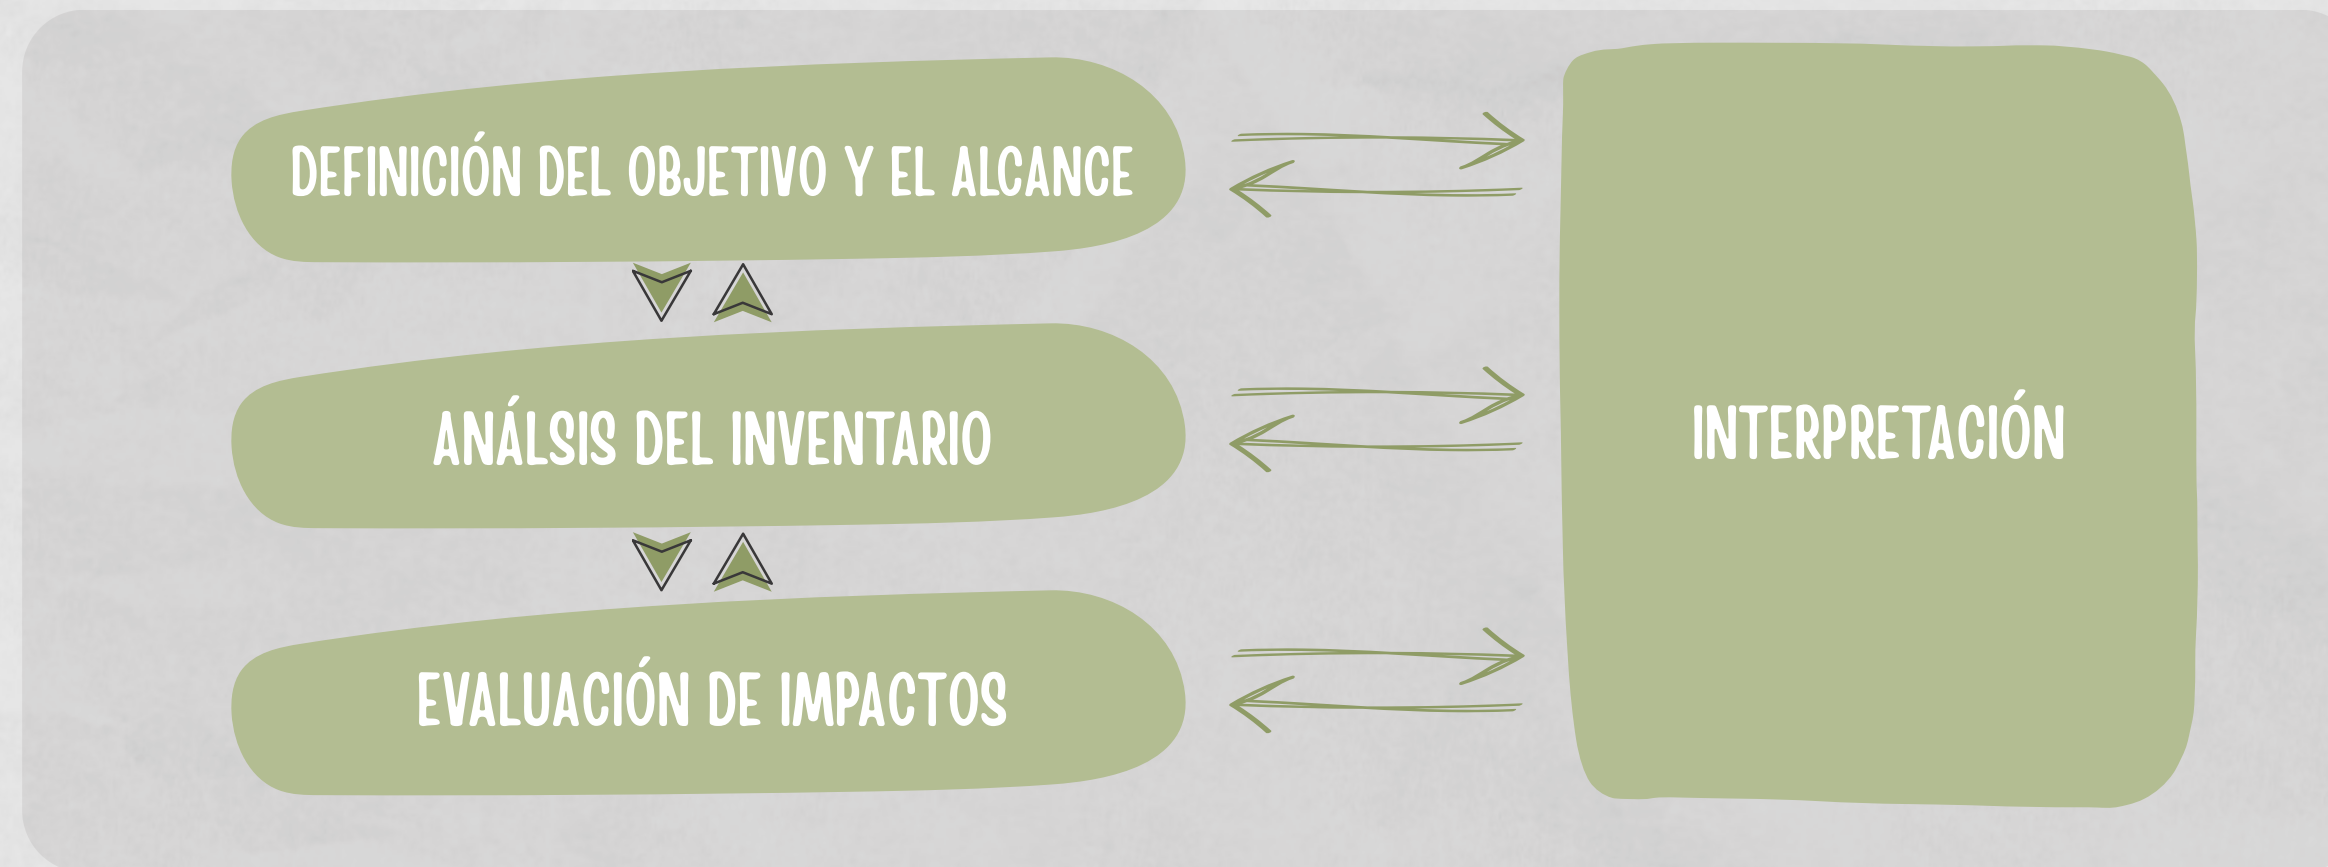 DEFINICIÓN DEL OBJETIVO Y EL ALCANCE
ANÁLSIS DEL INVENTARIO
INTERPRETACIÓN
EVALUACIÓN DE IMPACTOS